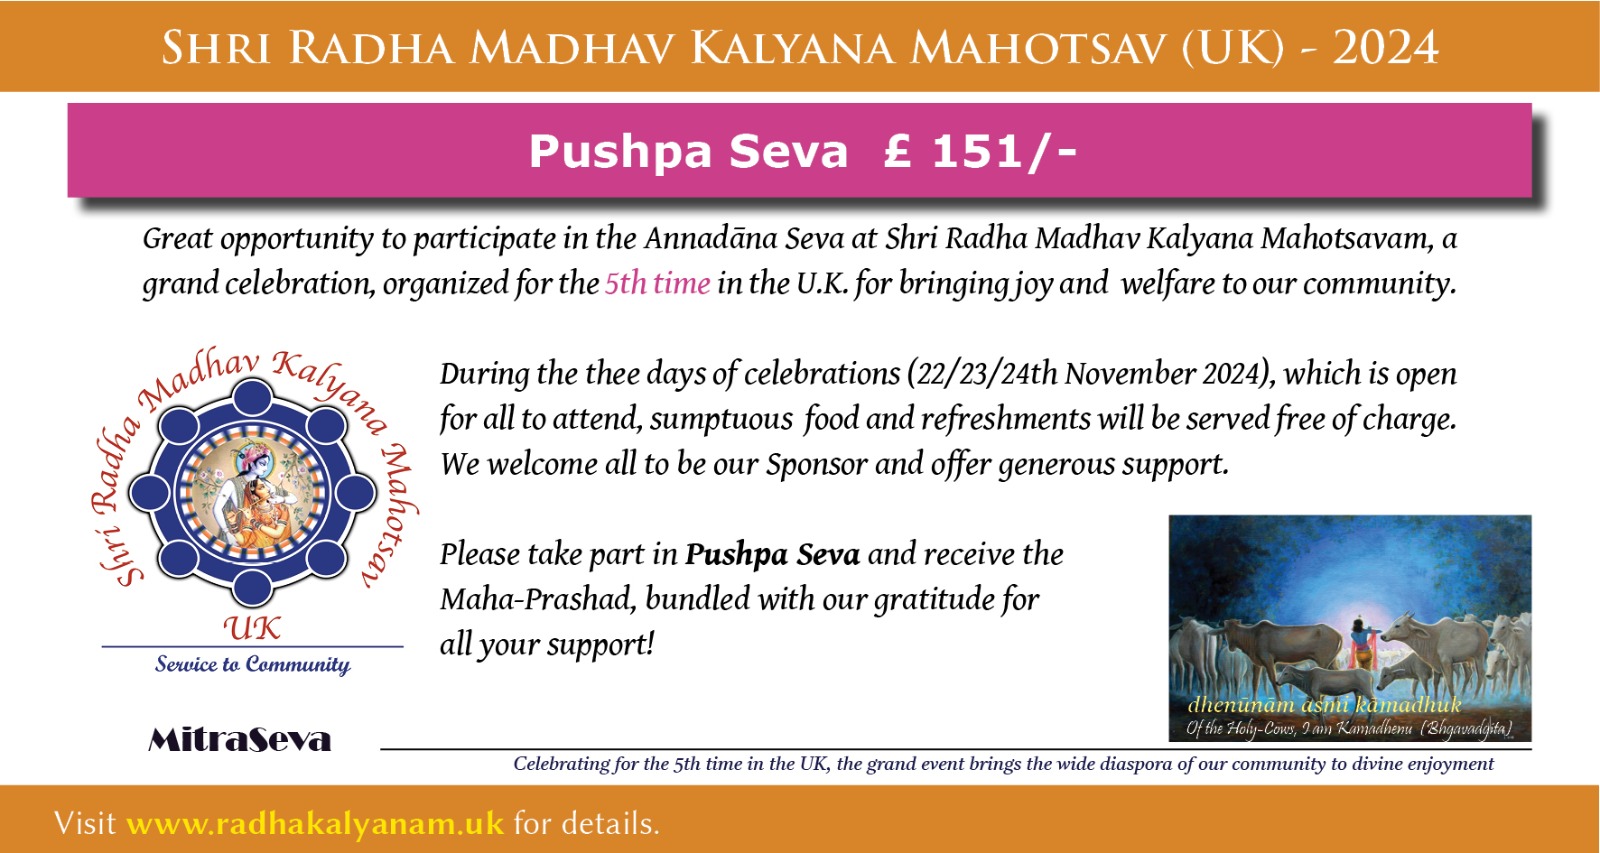 SHRI RADHA MADHAV KALYANA MAHOTSAV (UK) - 2024
Pushpa Seva £ 151/-
Great opportunity to participate in the Annadāna Seva at Shri Radha Madhav Kalyana Mahotsavam, a
grand celebration, organized for the 5th time in the U.K. for bringing joy and welfare to our community.
Shri Radha Madhav Kalyana Mahotsav
UK
Service to Community
During the thee days of celebrations (22/23/24th November 2024), which is open
for all to attend, sumptuous food and refreshments will be served free of charge.
We welcome all to be our Sponsor and offer generous support.
Please take part in Pushpa Seva and receive the
Maha-Prashad, bundled with our gratitude for
all your support!
dhenūnām asmi kāmadhuk
Of the Holy-Cows, I am Kamadhenu (Bhgavadgita)
MitraSeva
Celebrating for the 5th time in the UK, the grand event brings the wide diaspora of our community to divine enjoyment
Visit www.radhakalyanam.uk for details.